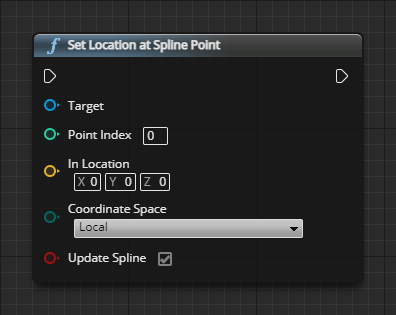 f Set Location at Spline Point
Target
Point Index 0
In Location
X 0 Y 0 Z 0
Coordinate Space
Local
Update Spline